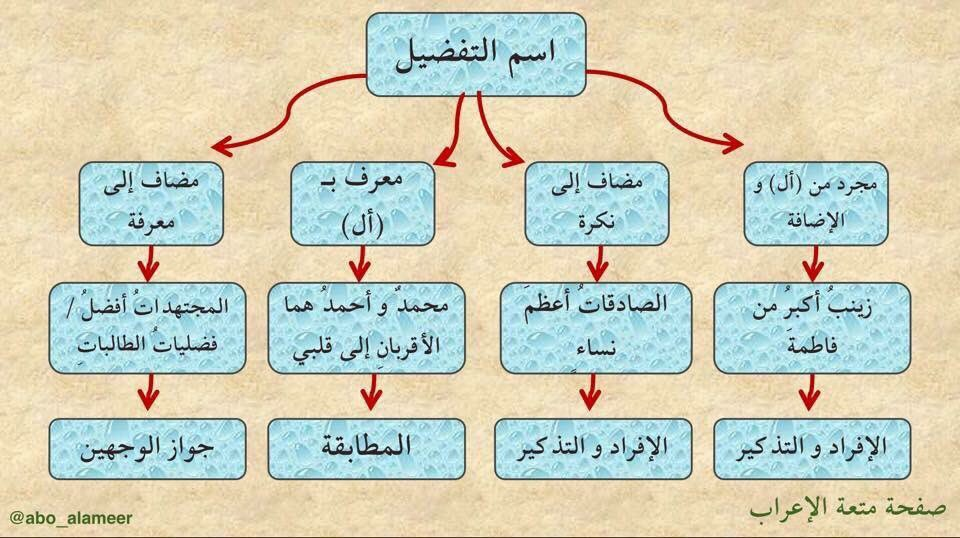 اسم التفضيل
مجرد من (أل) و
الإضافة
مضاف إلى
نكرة
معرف بـ
(أل)
مضاف إلى
معرفة
زينبُ أكبرُ من
فاطمةَ
الصادقاتُ أعظمَ
نساءٍ
محمدٌ و أحمدُ هما
الأقربانِ إلى قلبي
المجتهداتُ أفضلُ /
فضلياتُ الطالباتِ
الإفراد و التذكير
الإفراد و التذكير
المطابقة
جواز الوجهين
صفحة متعة الإعراب
@abo_alameer